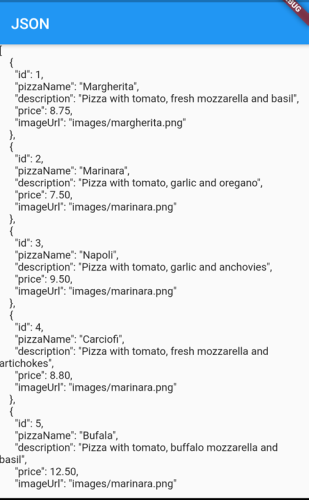 JSON
BUG
[
{
"id": 1,
"pizzaName": "Margherita",
"description": "Pizza with tomato, fresh mozzarella and basil",
"price": 8.75,
"imageUrl": "images/margherita.png"
},
{
"id": 2,
"pizzaName": "Marinara",
"description": "Pizza with tomato, garlic and oregano",
"price": 7.50,
"imageUrl": "images/marinara.png"
},
{
"id": 3,
"pizzaName": "Napoli",
"description": "Pizza with tomato, garlic and anchovies",
"price": 9.50,
"imageUrl": "images/marinara.png"
},
{
"id": 4,
"pizzaName": "Carciofi",
"description": "Pizza with tomato, fresh mozzarella and
artichokes",
"price": 8.80,
"imageUrl": "images/marinara.png"
},
{
"id": 5,
"pizzaName": "Bufala",
"description": "Pizza with tomato, buffalo mozzarella and
basil",
"price": 12.50,
"imageUrl": "images/marinara.png"